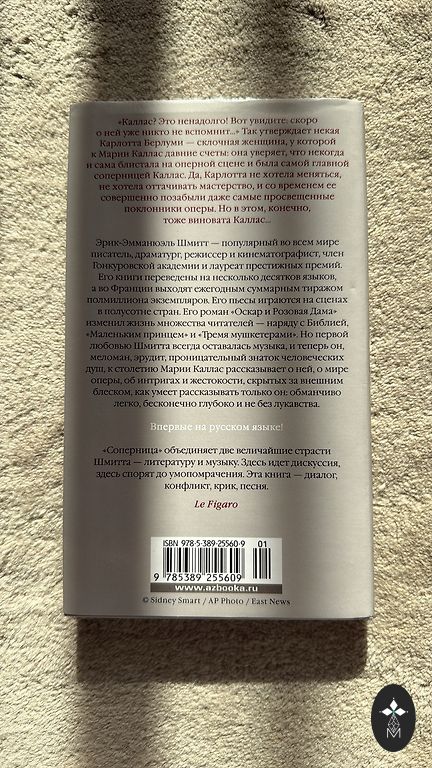 «Каллас? Это ненадолго! Вот увидите: скоро
о ней уже никто не вспомнит...» Так утверждает некая
Карлотта Берлуми — склочная женщина, у которой
к Марии Каллас давние счеты: она уверяет, что некогда
и сама блистала на оперной сцене и была самой главной
соперницей Каллас. Да, Карлотта не хотела меняться,
не хотела оттачивать мастерство, и со временем ее
совершенно позабыли даже самые просвещенные
поклонники оперы. Но в этом, конечно,
тоже виновата Каллас...
Эрик-Эмманюэль Шмитт — популярный во всем мире
писатель, драматург, режиссер и кинематографист, член
Гонкуровской академии и лауреат престижных премий.
Его книги переведены на несколько десятков языков,
а во Франции выходят ежегодным суммарным тиражом
полмиллиона экземпляров. Его пьесы играются на сценах
в полусотне стран. Его роман «Оскар и Розовая Дама»
изменил жизнь множества читателей — наряду с Библией,
«Маленьким принцем» и «Тремя мушкетерами». Но первой
любовью Шмитта всегда оставалась музыка, и теперь он,
меломан, эрудит, проницательный знаток человеческих
душ, к столетию Марии Каллас рассказывает о ней, о мире
оперы, об интригах и жестокости, скрытых за внешним
блеском, как умеет рассказывать только он: обманчиво
легко, бесконечно глубоко и не без лукавства.
Впервые на русском языке!
«Соперница» объединяет две величайшие страсти
Шмитта — литературу и музыку. Здесь идет дискуссия,
здесь спорят до умопомрачения. Эта книга — диалог,
конфликт, крик, песня.
Le Figaro
ISBN 978-5-389-25560-9 01
9 785389 255609
www.azbooka.ru
© Sidney Smart / AP Photo / East News
М